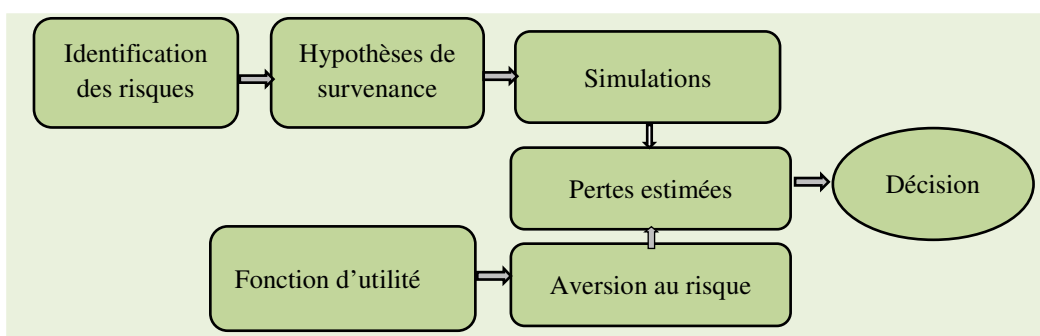 Identification
des risques
Hypothèses de
survenance
Simulations
Pertes estimées
Décision
Fonction d’utilité
Aversion au risque